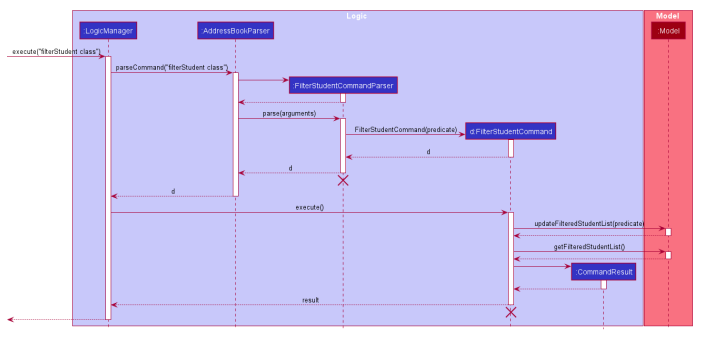 Logic
Model
:LogicManager
:AddressBookParser
:Model
execute("filterStudent class")
parseCommand("filterStudent class")
:FilterStudentCommandParser
parse(arguments)
FilterStudentCommand(predicate)
d:FilterStudentCommand
d
d
d
execute()
updateFilteredStudentList(predicate)
getFilteredStudentList()
:CommandResult
result